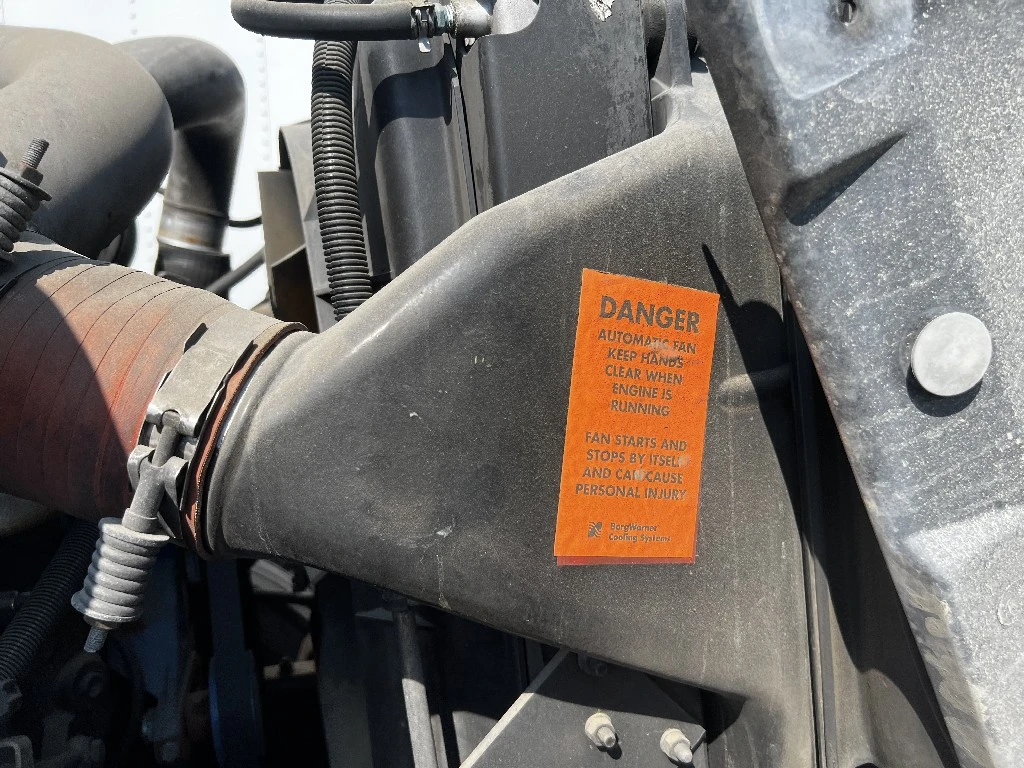 DANGER
AUTOMATIC FAN
KEEP HANDS
CLEAR WHEN
ENGINE IS
RUNNING
FAN STARTS AND
STOPS BY ITSELF
AND CAN CAUSE
PERSONAL INJURY
BorgWarner
Cooling Systems